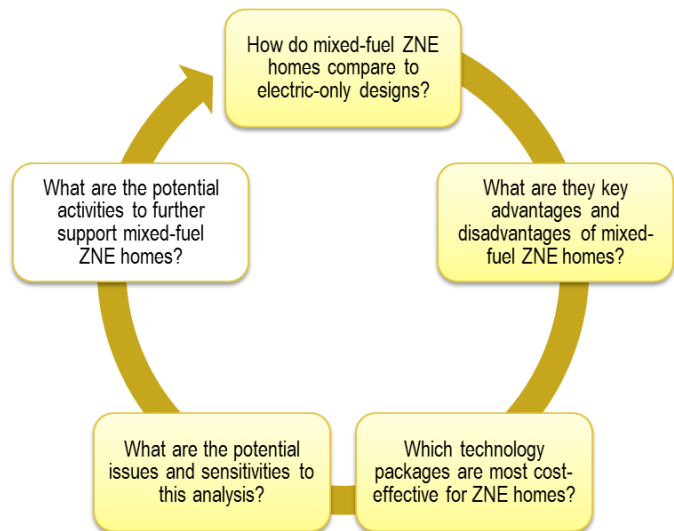 How do mixed-fuel ZNE
homes compare to
electric-only designs?
What are they key
advantages and
disadvantages of mixed-
fuel ZNE homes?
Which technology
packages are most cost-
effective for ZNE homes?
What are the potential
issues and sensitivities to
this analysis?
What are the potential
activities to further
support mixed-fuel
ZNE homes?